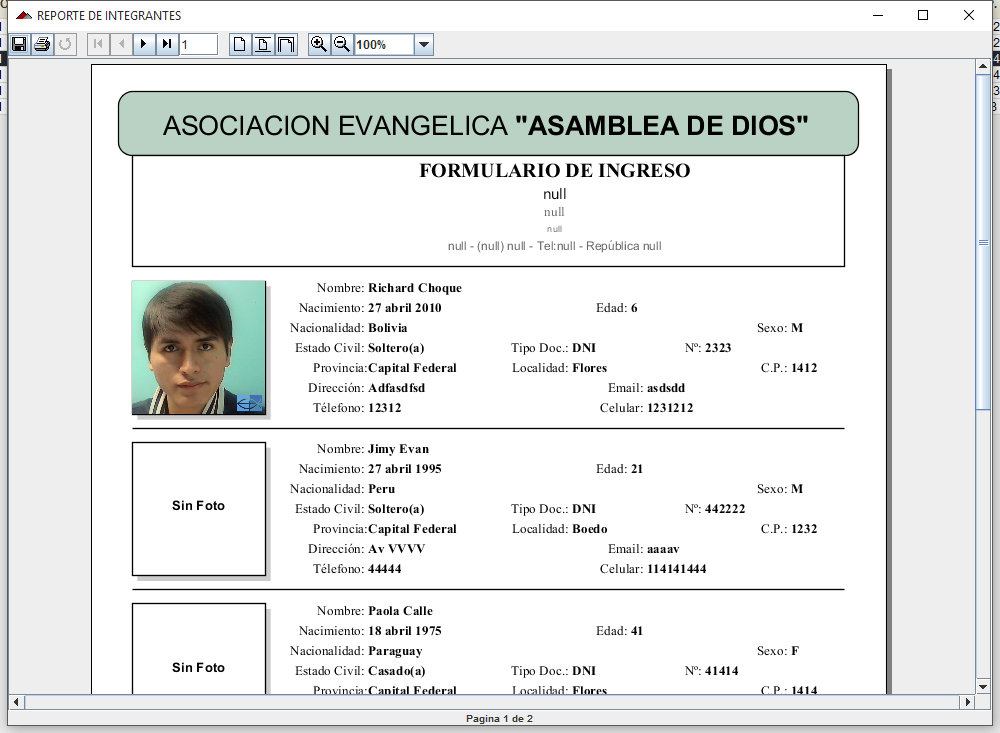 REPORTE DE INTEGRANTES
1
100%
ASOCIACION EVANGELICA "ASAMBLEA DE DIOS"
FORMULARIO DE INGRESO
null
null
null
null - (null) null - Tel:null - República null
Nombre: Richard Choque
Nacimiento: 27 abril 2010 Edad: 6
Nacionalidad: Bolivia Sexo: M
Estado Civil: Soltero(a) Tipo Doc.: DNI Nº: 2323
Provincia:Capital Federal Localidad: Flores C.P.: 1412
Dirección: Adfasdfsd Email: asdsdd
Télefono: 12312 Celular: 1231212
Sin Foto
Nombre: Jimy Evan
Nacimiento: 27 abril 1995 Edad: 21
Nacionalidad: Peru Sexo: M
Estado Civil: Soltero(a) Tipo Doc.: DNI Nº: 442222
Provincia:Capital Federal Localidad: Boedo C.P.: 1232
Dirección: Av VVVV Email: aaaav
Télefono: 44444 Celular: 114141444
Sin Foto
Nombre: Paola Calle
Nacimiento: 18 abril 1975 Edad: 41
Nacionalidad: Paraguay Sexo: F
Estado Civil: Casado(a) Tipo Doc.: DNI Nº: 41414
Provincia:Capital Federal Localidad: Flores C.P.: 1414
Pagina 1 de 2